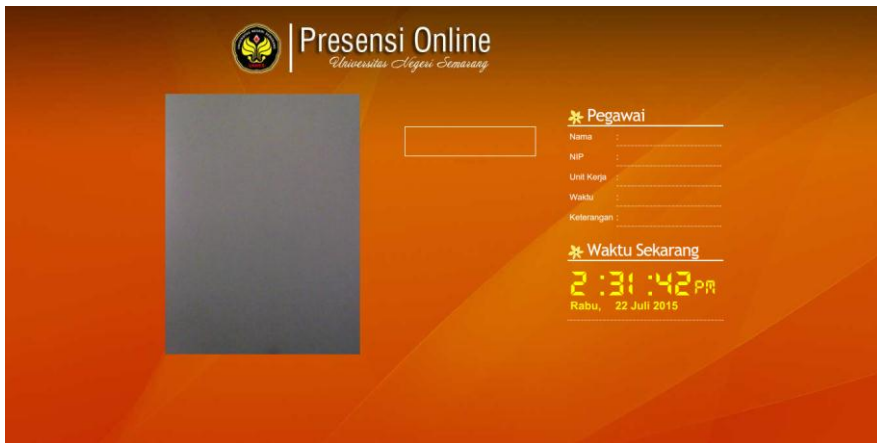 Presensi Online
Universitas Negeri Semarang
Pegawai
Nama :
NIP :
Unit Kerja :
Waktu :
Keterangan :
Waktu Sekarang
2 :31 :42 PM
Rabu, 22 Juli 2015